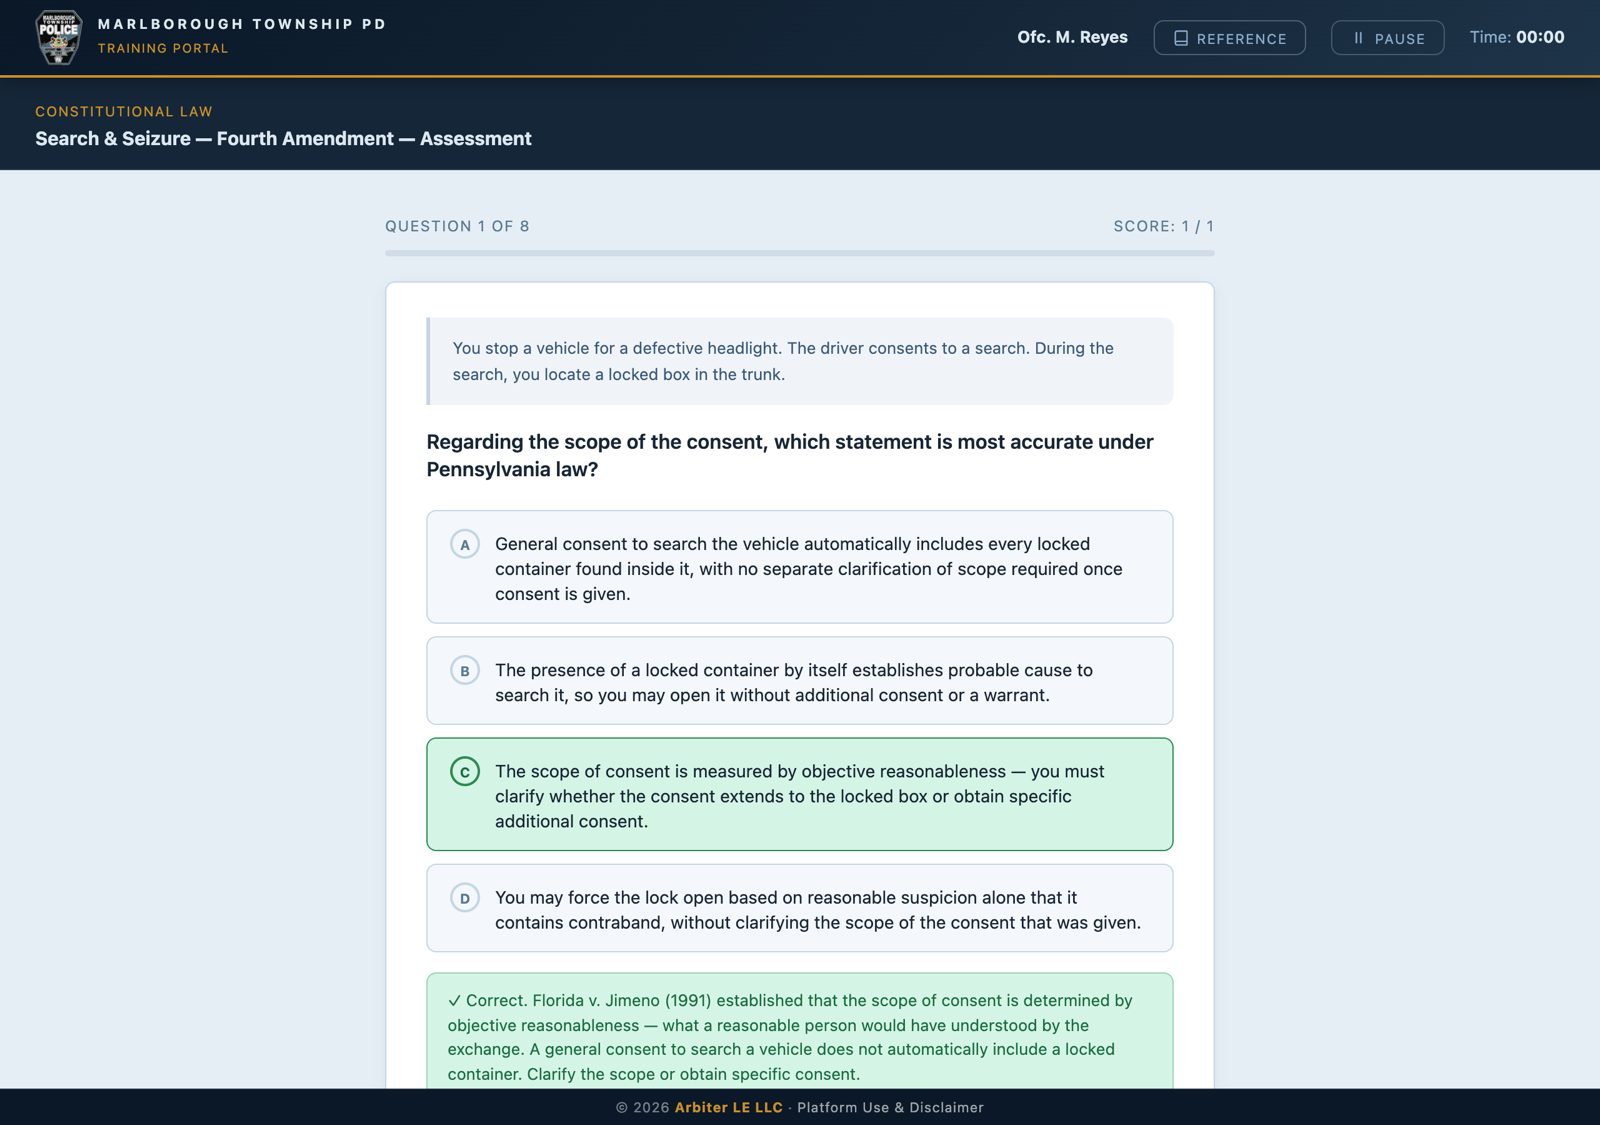 MARLBOROUGH TOWNSHIP PD
TRAINING PORTAL
MARLBOROUGH
TOWNSHIP
POLICE
Ofc. M. Reyes
REFERENCE
PAUSE
Time: 00:00
CONSTITUTIONAL LAW
Search & Seizure — Fourth Amendment — Assessment
QUESTION 1 OF 8
SCORE: 1 / 1
You stop a vehicle for a defective headlight. The driver consents to a search. During the
search, you locate a locked box in the trunk.
Regarding the scope of the consent, which statement is most accurate under
Pennsylvania law?
A
General consent to search the vehicle automatically includes every locked
container found inside it, with no separate clarification of scope required once
consent is given.
B
The presence of a locked container by itself establishes probable cause to
search it, so you may open it without additional consent or a warrant.
C
The scope of consent is measured by objective reasonableness — you must
clarify whether the consent extends to the locked box or obtain specific
additional consent.
D
You may force the lock open based on reasonable suspicion alone that it
contains contraband, without clarifying the scope of the consent that was given.
✓ Correct. Florida v. Jimeno (1991) established that the scope of consent is determined by
objective reasonableness — what a reasonable person would have understood by the
exchange. A general consent to search a vehicle does not automatically include a locked
container. Clarify the scope or obtain specific consent.
© 2026 Arbiter LE LLC · Platform Use & Disclaimer